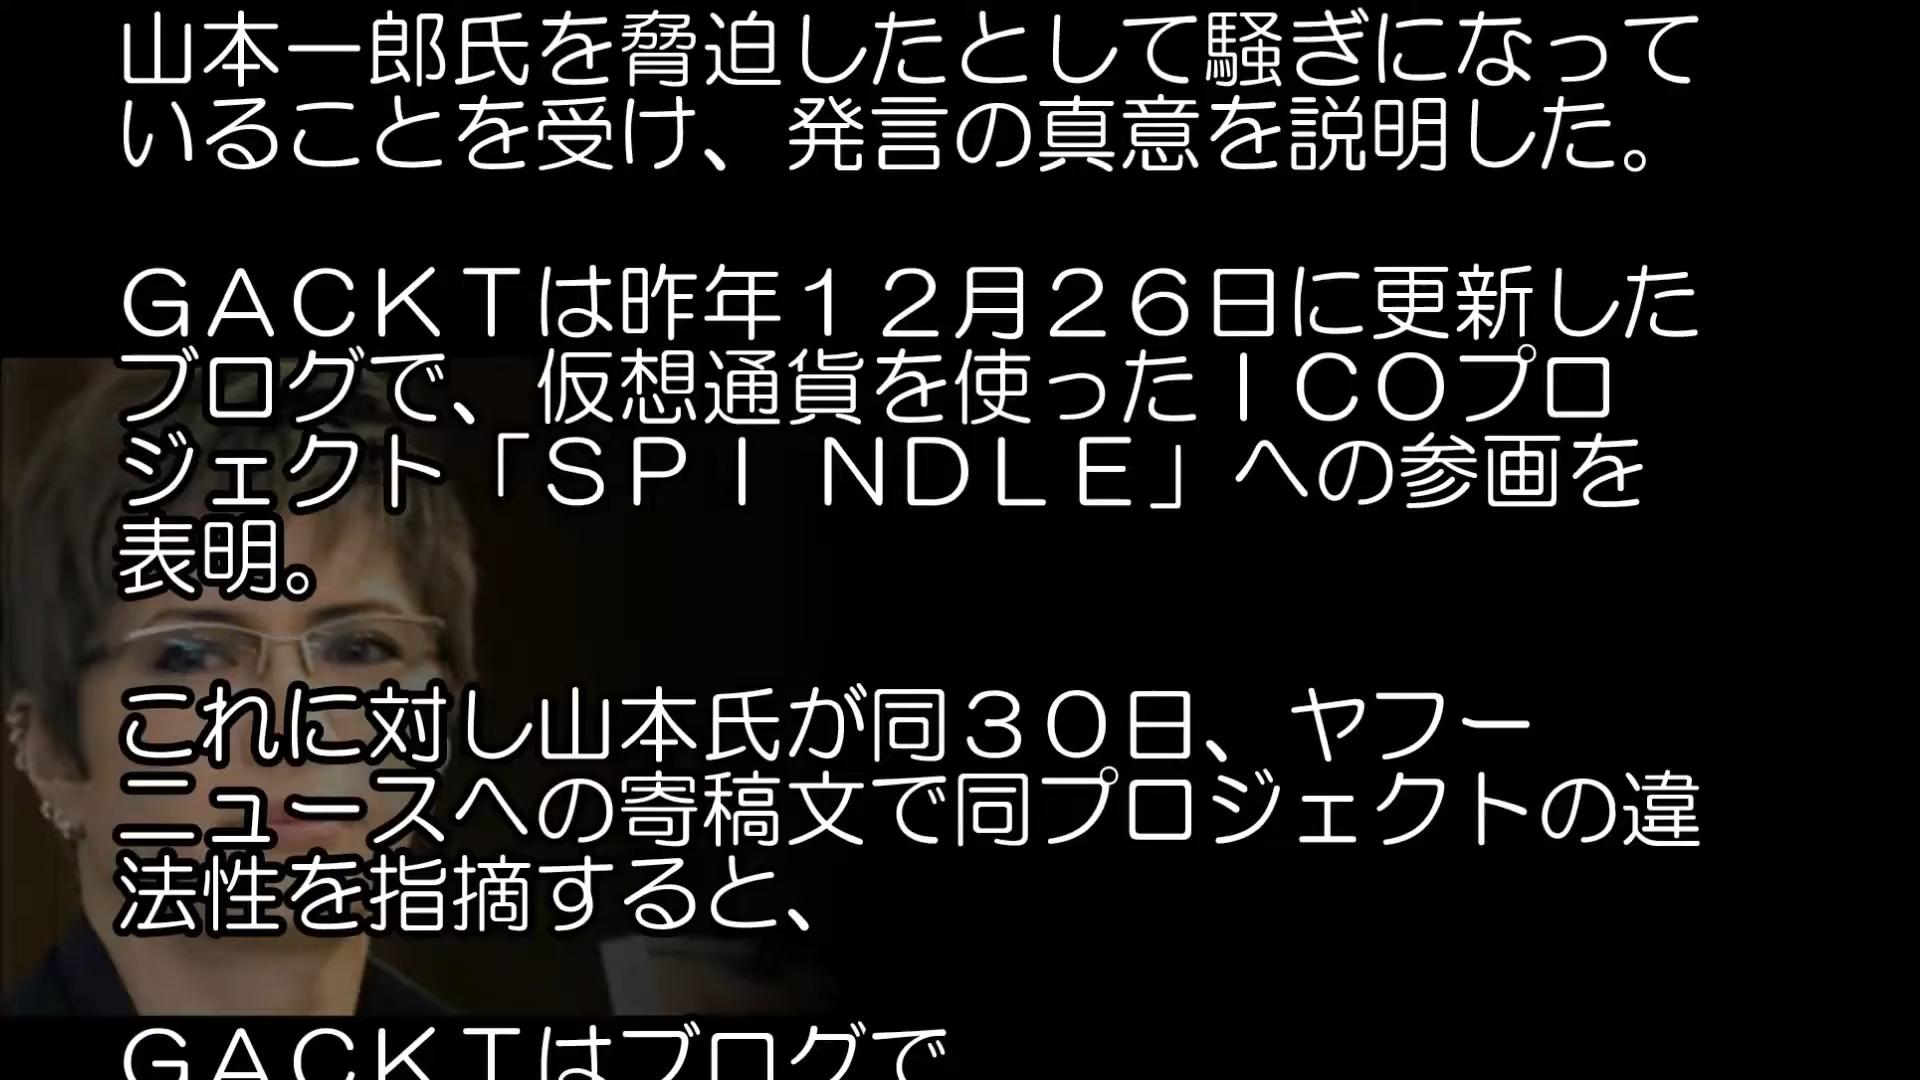 山本一郎氏を脅迫したとして騒ぎになって
いることを受け、発言の真意を説明した。
ＧＡＣＫＴは昨年１２月２６日に更新した
ブログで、仮想通貨を使ったＩＣＯプロ
ジェクト「ＳＰＩＮＤＬＥ」への参画を
表明。
これに対し山本氏が同３０日、ヤフー
ニュースへの寄稿文で同プロジェクトの違
法性を指摘すると、
ＧＡＣＫＴはブログで